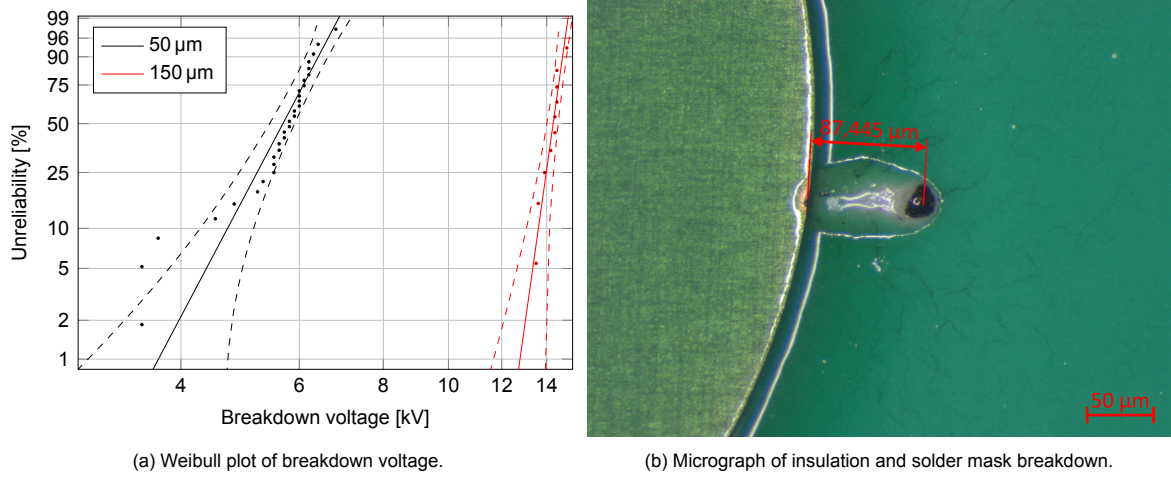 99
96
90
75
50
25
10
5
2
1
Unreliability [%]
50 µm
150 µm
4
6
8
10
12
14
Breakdown voltage [kV]
(a) Weibull plot of breakdown voltage.
87,445 µm
50 µm
(b) Micrograph of insulation and solder mask breakdown.